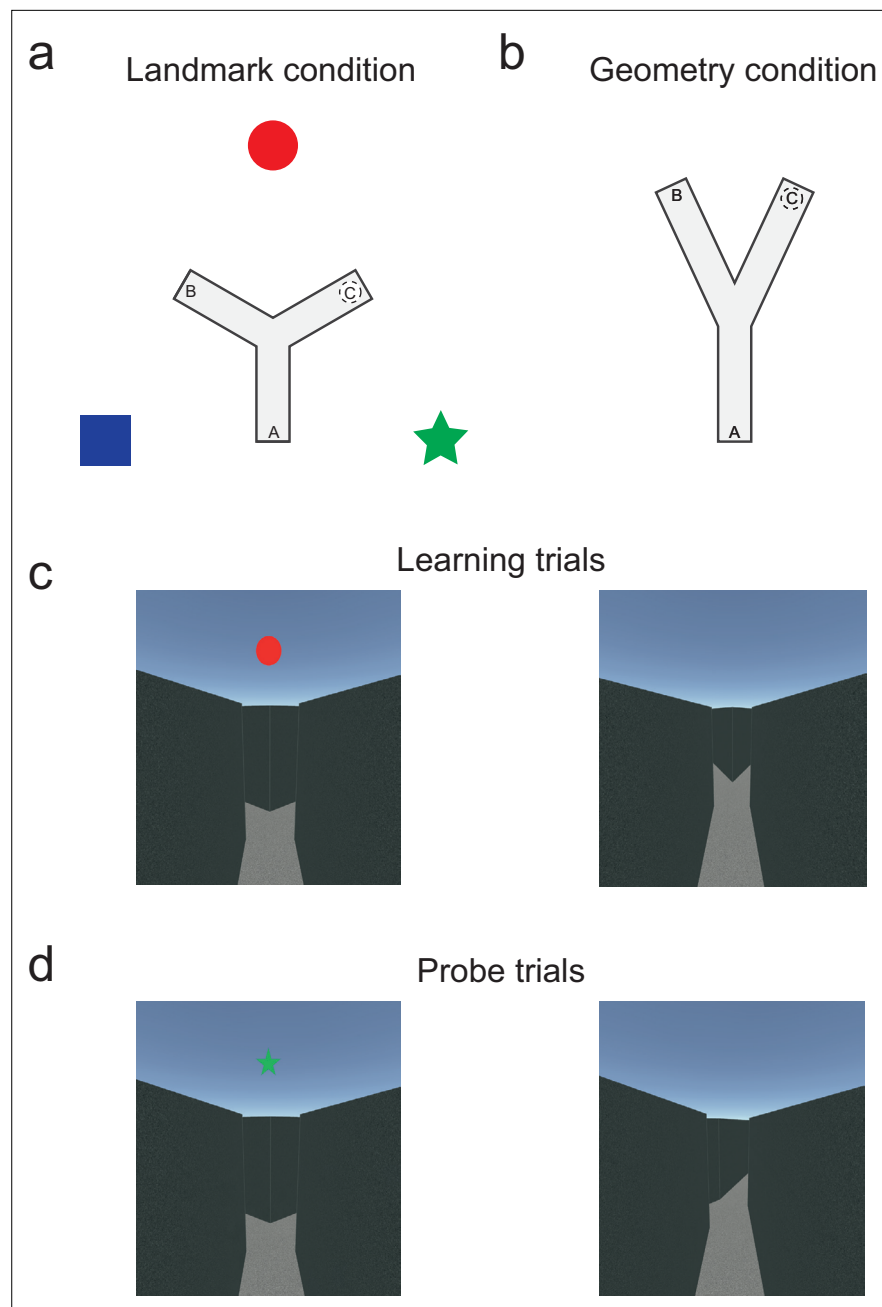 a
Landmark condition
b
Geometry condition
B
C
A
B
C
A
c
Learning trials
d
Probe trials